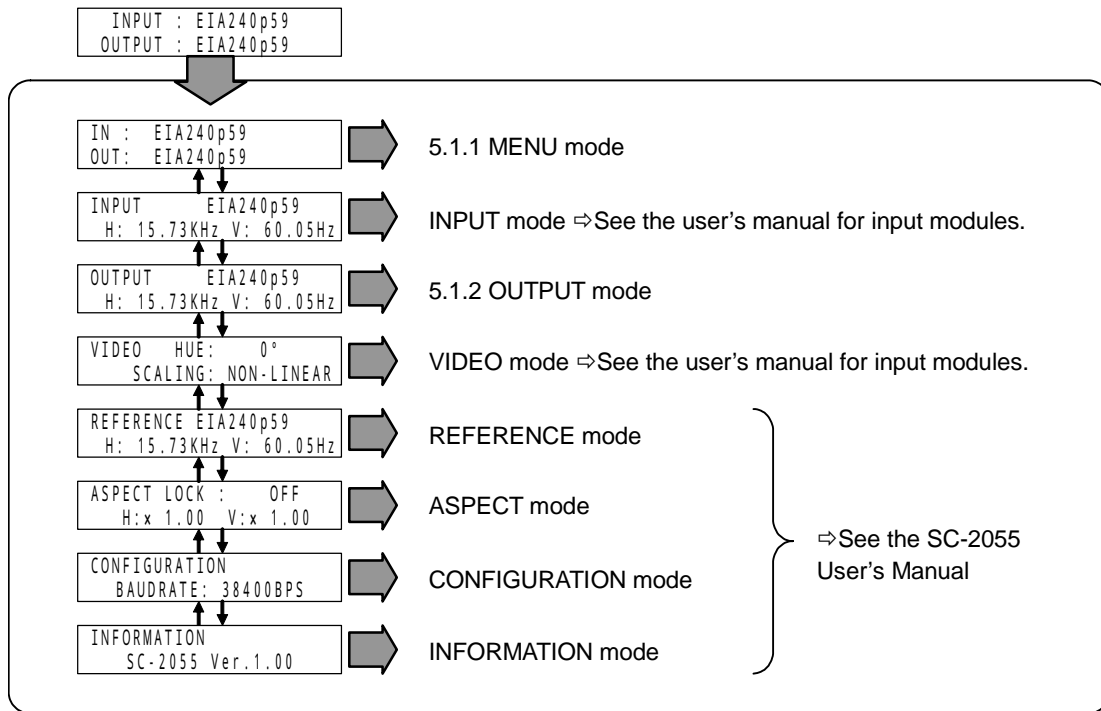 INPUT : EIA240p59
OUTPUT : EIA240p59
IN : EIA240p59
OUT: EIA240p59
5.1.1 MENU mode
INPUT EIA240p59
H: 15.73KHz V: 60.05Hz
INPUT mode ⇨See the user's manual for input modules.
OUTPUT EIA240p59
H: 15.73KHz V: 60.05Hz
5.1.2 OUTPUT mode
VIDEO HUE: 0°
SCALING: NON-LINEAR
VIDEO mode ⇨See the user's manual for input modules.
REFERENCE EIA240p59
H: 15.73KHz V: 60.05Hz
REFERENCE mode
ASPECT LOCK : OFF
H:x 1.00 V:x 1.00
ASPECT mode
CONFIGURATION
BAUDRATE: 38400BPS
CONFIGURATION mode
INFORMATION
SC-2055 Ver.1.00
INFORMATION mode
⇨See the SC-2055
User's Manual